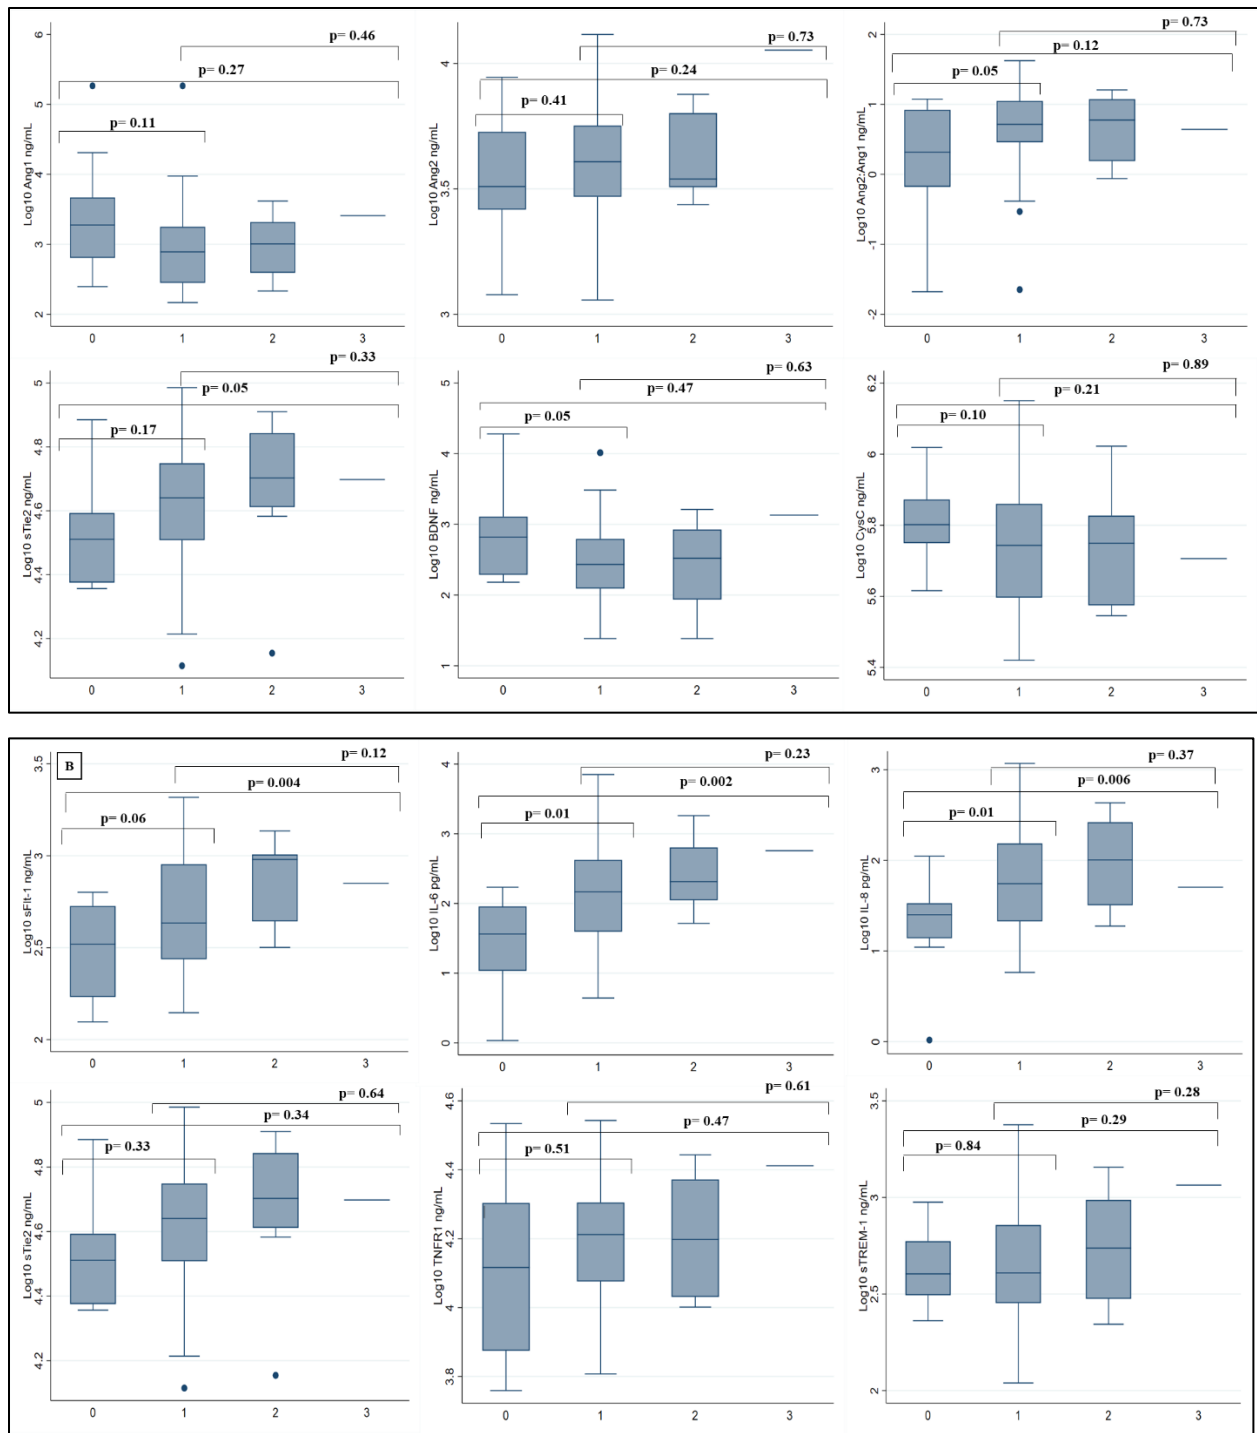 p= 0.46
p= 0.27
p= 0.11
Log10 Ang1 ng/mL
6
5
4
3
2
0 1 2 3
p= 0.73
p= 0.24
p= 0.41
Log10 Ang2 ng/mL
4
3.5
3
0 1 2 3
p= 0.73
p= 0.12
p= 0.05
Log10 Ang2:Ang1 ng/mL
2
1
0
-1
-2
0 1 2 3
p= 0.33
p= 0.05
p= 0.17
Log10 sTie2 ng/mL
5
4.8
4.6
4.4
4.2
0 1 2 3
p= 0.63
p= 0.47
p= 0.05
Log10 BDNF ng/mL
4
3
2
1
0 1 2 3
p= 0.89
p= 0.21
p= 0.10
Log10 CysC ng/mL
6.2
6
5.8
5.6
5.4
0 1 2 3
B
p= 0.12
p= 0.004
p= 0.06
Log10 sFlt-1 ng/mL
3.5
3
2.5
2
0 1 2 3
p= 0.23
p= 0.002
p= 0.01
Log10 IL-6 pg/mL
4
3
2
1
0
0 1 2 3
p= 0.37
p= 0.006
p= 0.01
Log10 IL-8 pg/mL
3
2
1
0
0 1 2 3
p= 0.64
p= 0.34
p= 0.33
Log10 sTie2 ng/mL
5
4.8
4.6
4.4
4.2
0 1 2 3
p= 0.61
p= 0.47
p= 0.51
Log10 TNFR1 ng/mL
4.6
4.4
4.2
4
3.8
0 1 2 3
p= 0.28
p= 0.29
p= 0.84
Log10 sTREM-1 ng/mL
3.5
3
2.5
2
0 1 2 3